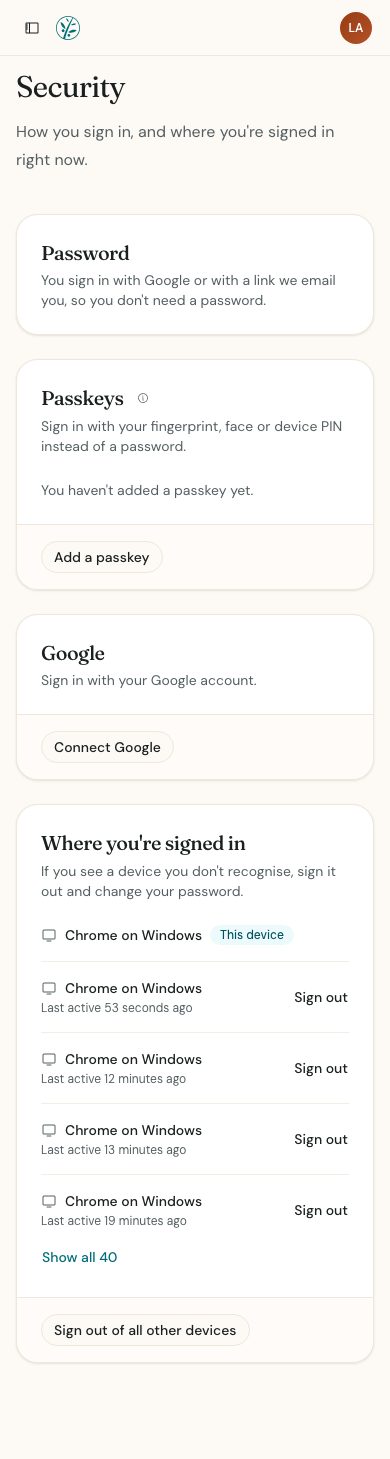 LA
Security
How you sign in, and where you're signed in
right now.
Password
You sign in with Google or with a link we email
you, so you don't need a password.
Passkeys
Sign in with your fingerprint, face or device PIN
instead of a password.
You haven't added a passkey yet.
Add a passkey
Google
Sign in with your Google account.
Connect Google
Where you're signed in
If you see a device you don't recognise, sign it
out and change your password.
Chrome on Windows This device
Chrome on Windows
Last active 53 seconds ago
Sign out
Chrome on Windows
Last active 12 minutes ago
Sign out
Chrome on Windows
Last active 13 minutes ago
Sign out
Chrome on Windows
Last active 19 minutes ago
Sign out
Show all 40
Sign out of all other devices